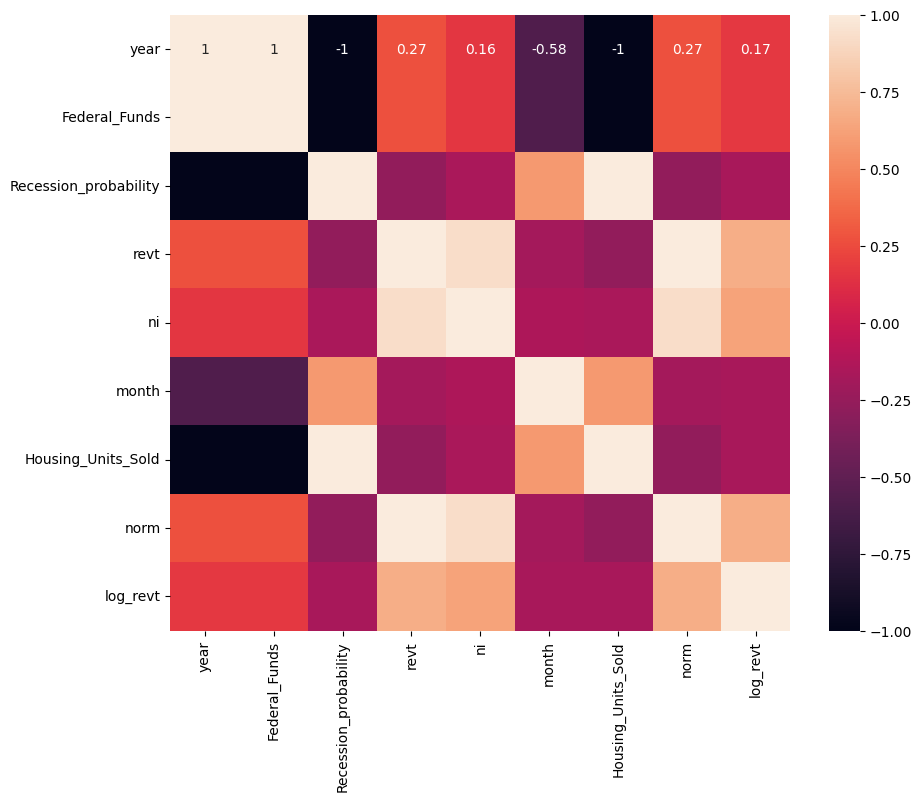 year 1 1 -1 0.27 0.16 -0.58 -1 0.27 0.17
Federal_Funds
Recession_probability
revt
ni
month
Housing_Units_Sold
norm
log_revt
year Federal_Funds Recession_probability revt ni month Housing_Units_Sold norm log_revt
1.00
0.75
0.50
0.25
0.00
−0.25
−0.50
−0.75
−1.00